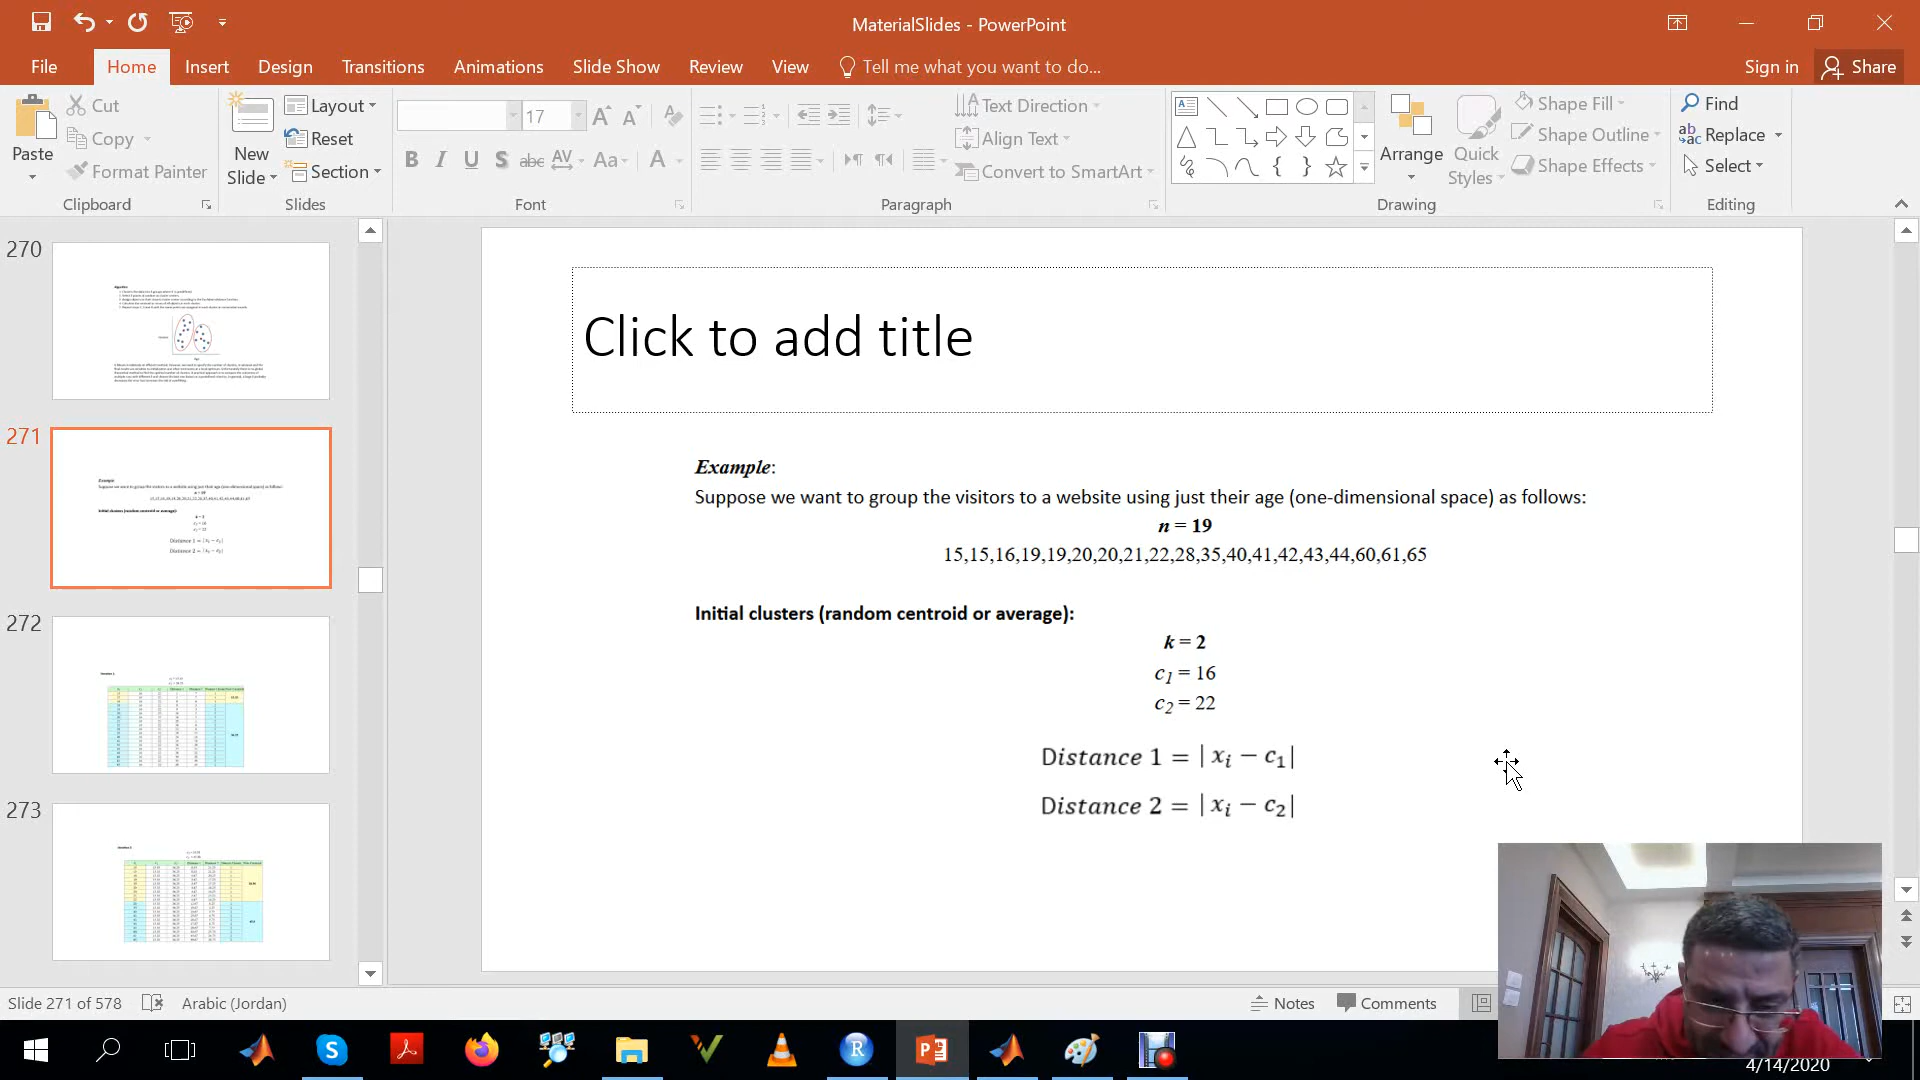 MaterialSlides - PowerPoint
File Home Insert Design Transitions Animations Slide Show Review View Tell me what you want to do... Sign in Share
Paste
Cut
Copy
Format Painter
Clipboard
New Slide
Layout
Reset
Section
Slides
17
B I U S abc AV Aa A
Font
Text Direction
Align Text
Convert to SmartArt
Paragraph
Arrange
Quick Styles
Shape Fill
Shape Outline
Shape Effects
Drawing
Find
Replace
Select
Editing
270
271
272
273
Click to add title
Example:
Suppose we want to group the visitors to a website using just their age (one-dimensional space) as follows:
n = 19
15,15,16,19,19,20,20,21,22,28,35,40,41,42,43,44,60,61,65
Initial clusters (random centroid or average):
k = 2
c1 = 16
c2 = 22
Distance 1 = | xi − c1|
Distance 2 = | xi − c2|
Slide 271 of 578 Arabic (Jordan) Notes Comments
4/14/2020